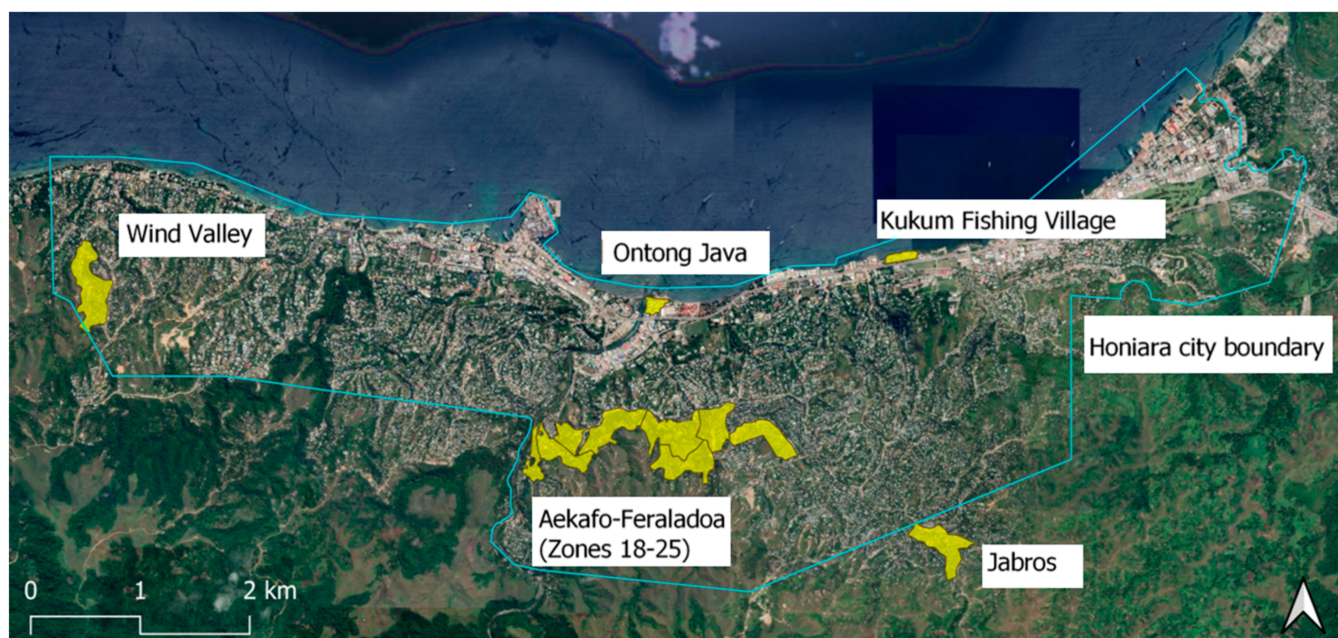 Wind Valley
Ontong Java
Kukum Fishing Village
Honiara city boundary
Aekafo-Feraladoa
(Zones 18-25)
Jabros
0 1 2 km